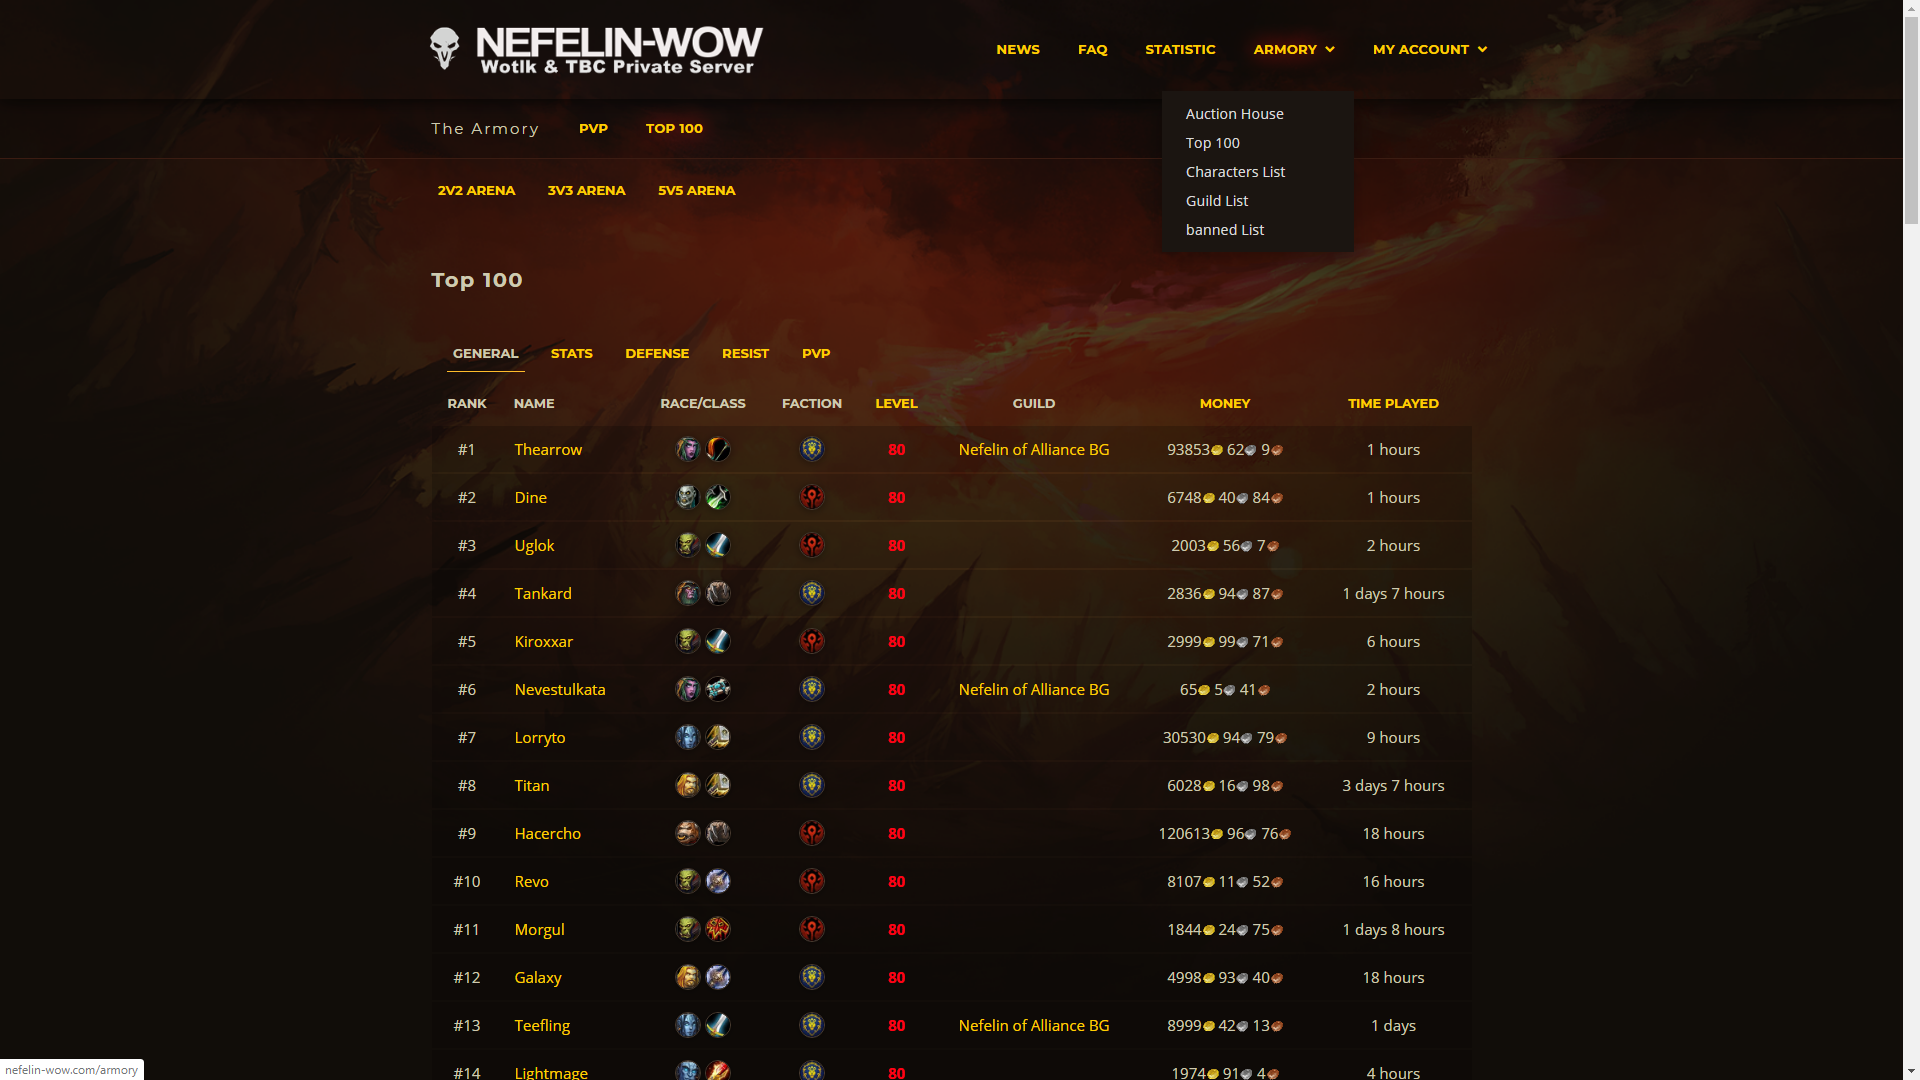 NEFELIN-WOW
Wotlk & TBC Private Server
NEWS FAQ STATISTIC ARMORY MY ACCOUNT
The Armory PVP TOP 100
Auction House
Top 100
Characters List
Guild List
banned List
2V2 ARENA 3V3 ARENA 5V5 ARENA
Top 100
GENERAL STATS DEFENSE RESIST PVP
RANK NAME RACE/CLASS FACTION LEVEL GUILD MONEY TIME PLAYED
#1 Thearrow 80 Nefelin of Alliance BG 93853 62 9 1 hours
#2 Dine 80 6748 40 84 1 hours
#3 Uglok 80 2003 56 7 2 hours
#4 Tankard 80 2836 94 87 1 days 7 hours
#5 Kiroxxar 80 2999 99 71 6 hours
#6 Nevestulkata 80 Nefelin of Alliance BG 65 5 41 2 hours
#7 Lorryto 80 30530 94 79 9 hours
#8 Titan 80 6028 16 98 3 days 7 hours
#9 Hacercho 80 120613 96 76 18 hours
#10 Revo 80 8107 11 52 16 hours
#11 Morgul 80 1844 24 75 1 days 8 hours
#12 Galaxy 80 4998 93 40 18 hours
#13 Teefling 80 Nefelin of Alliance BG 8999 42 13 1 days
#14 Lightmage 80 1974 91 4 4 hours
nefelin-wow.com/armory